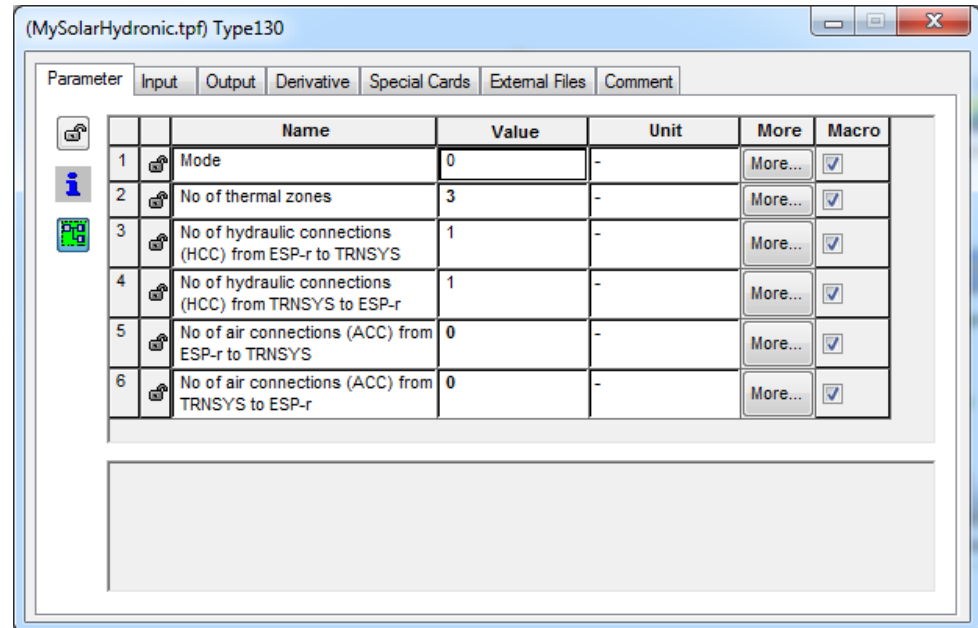 (MySolarHydronic.tpf) Type130
Parameter Input Output Derivative Special Cards External Files Comment
Name Value Unit More Macro
1 Mode 0 - More...
2 No of thermal zones 3 - More...
3 No of hydraulic connections 1 - More...
(HCC) from ESP-r to TRNSYS
4 No of hydraulic connections 1 - More...
(HCC) from TRNSYS to ESP-r
5 No of air connections (ACC) from 0 - More...
ESP-r to TRNSYS
6 No of air connections (ACC) from 0 - More...
TRNSYS to ESP-r